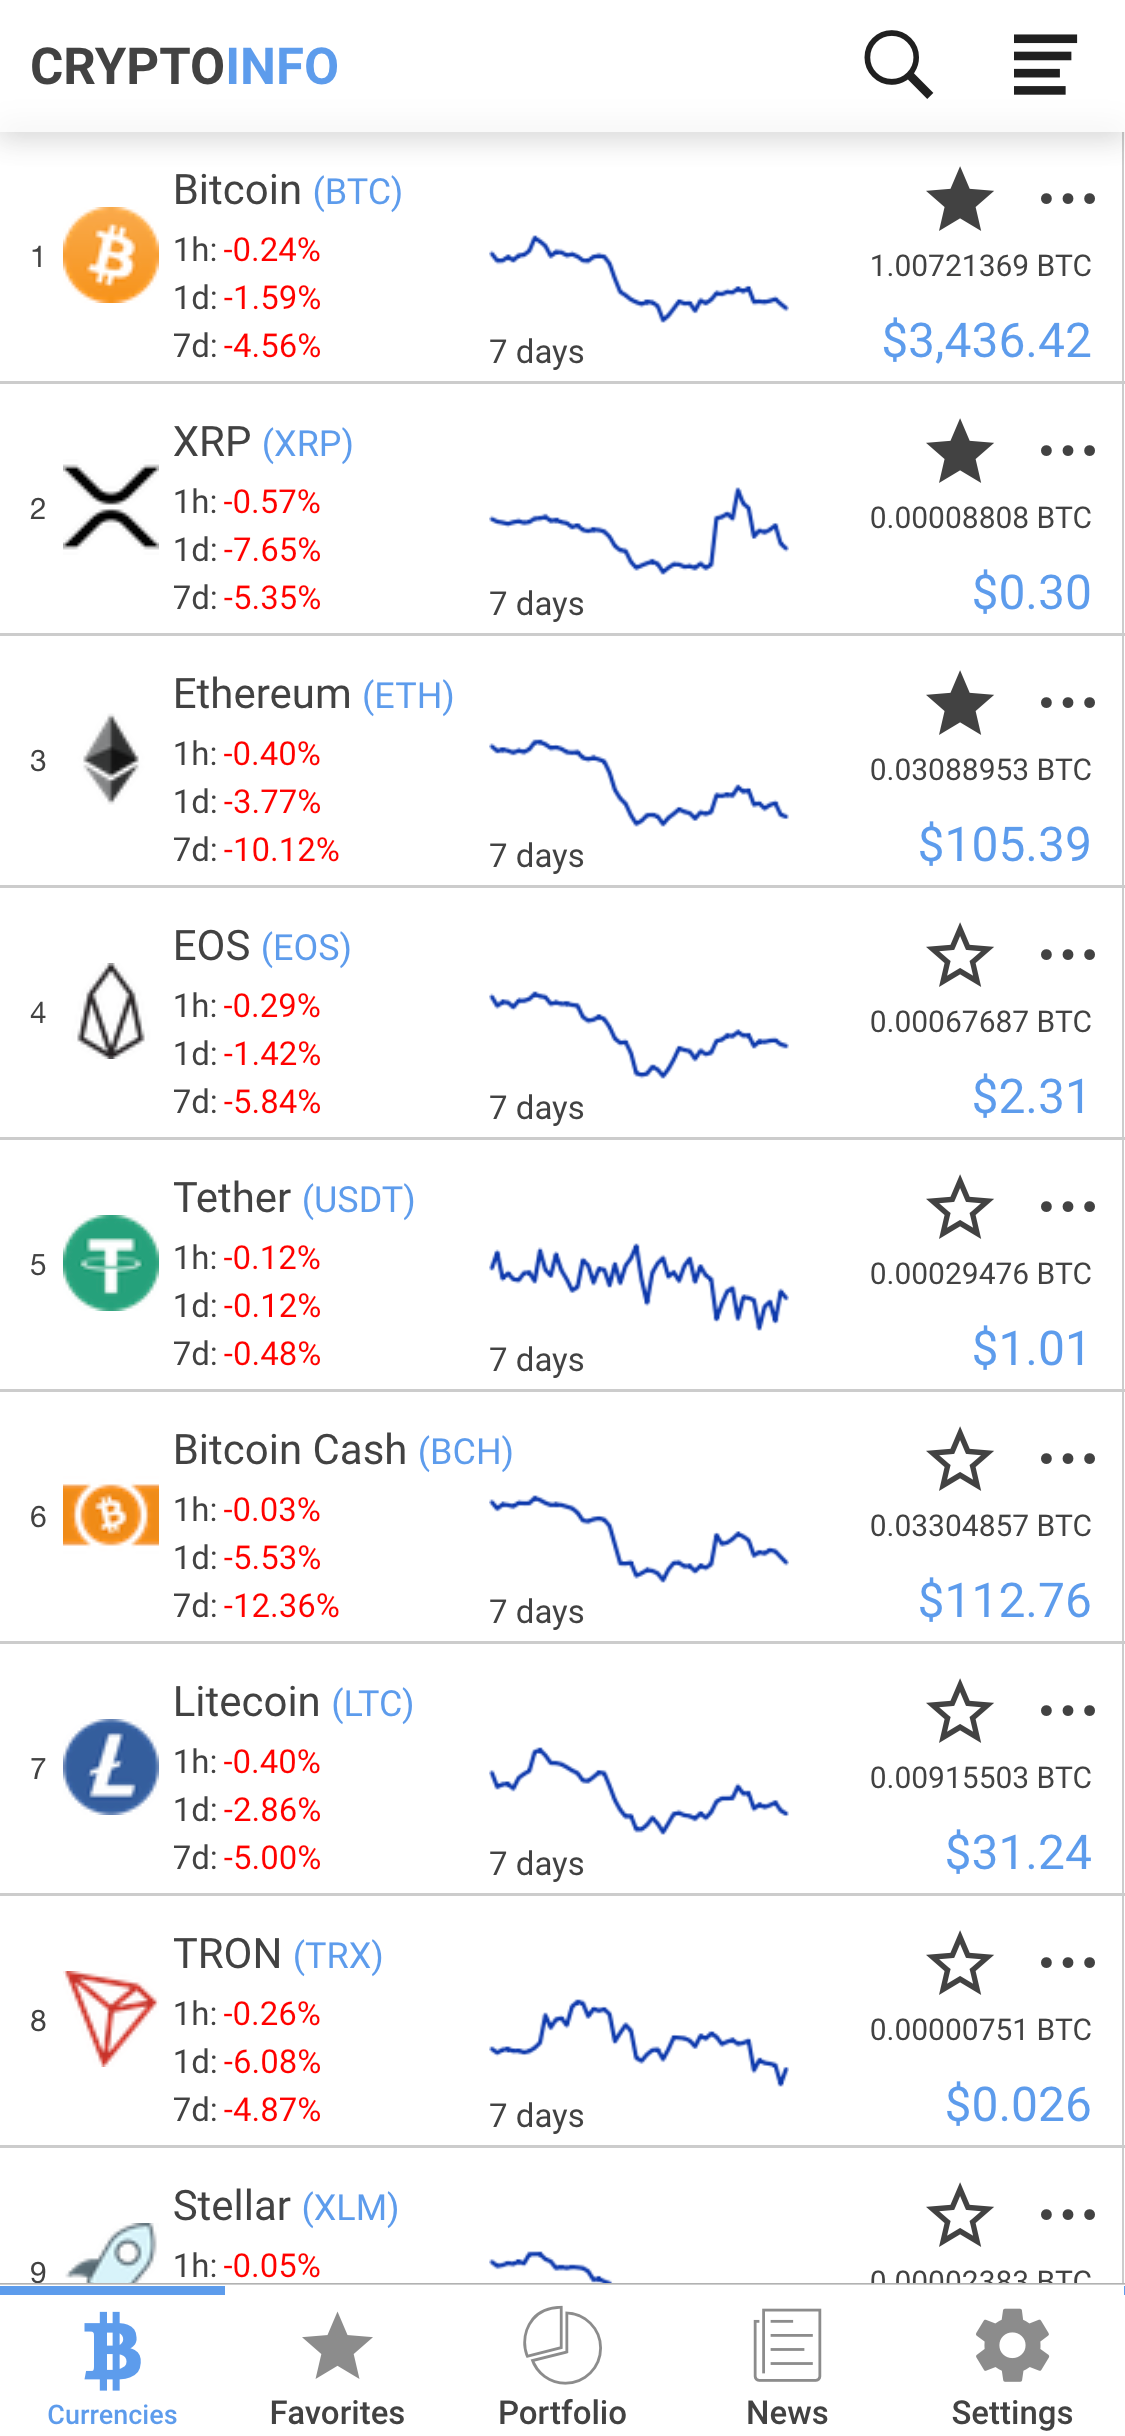 CRYPTOINFO
Bitcoin (BTC)
1
1h: -0.24%
1d: -1.59%
7d: -4.56%
7 days
1.00721369 BTC
$3,436.42
XRP (XRP)
2
1h: -0.57%
1d: -7.65%
7d: -5.35%
7 days
0.00008808 BTC
$0.30
Ethereum (ETH)
3
1h: -0.40%
1d: -3.77%
7d: -10.12%
7 days
0.03088953 BTC
$105.39
EOS (EOS)
4
1h: -0.29%
1d: -1.42%
7d: -5.84%
7 days
0.00067687 BTC
$2.31
Tether (USDT)
5
1h: -0.12%
1d: -0.12%
7d: -0.48%
7 days
0.00029476 BTC
$1.01
Bitcoin Cash (BCH)
6
1h: -0.03%
1d: -5.53%
7d: -12.36%
7 days
0.03304857 BTC
$112.76
Litecoin (LTC)
7
1h: -0.40%
1d: -2.86%
7d: -5.00%
7 days
0.00915503 BTC
$31.24
TRON (TRX)
8
1h: -0.26%
1d: -6.08%
7d: -4.87%
7 days
0.00000751 BTC
$0.026
Stellar (XLM)
9
1h: -0.05%
0.00002383 BTC
Currencies
Favorites
Portfolio
News
Settings